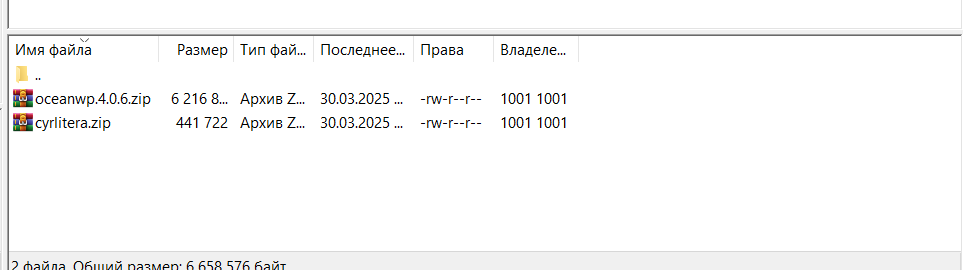 Имя файла Размер Тип фай... Последнее... Права Владеле...
..
oceanwp.4.0.6.zip 6 216 8... Архив Z... 30.03.2025 ... -rw-r--r-- 1001 1001
cyrlitera.zip 441 722 Архив Z... 30.03.2025 ... -rw-r--r-- 1001 1001
2 файла. Общий размер: 6 658 576 байт